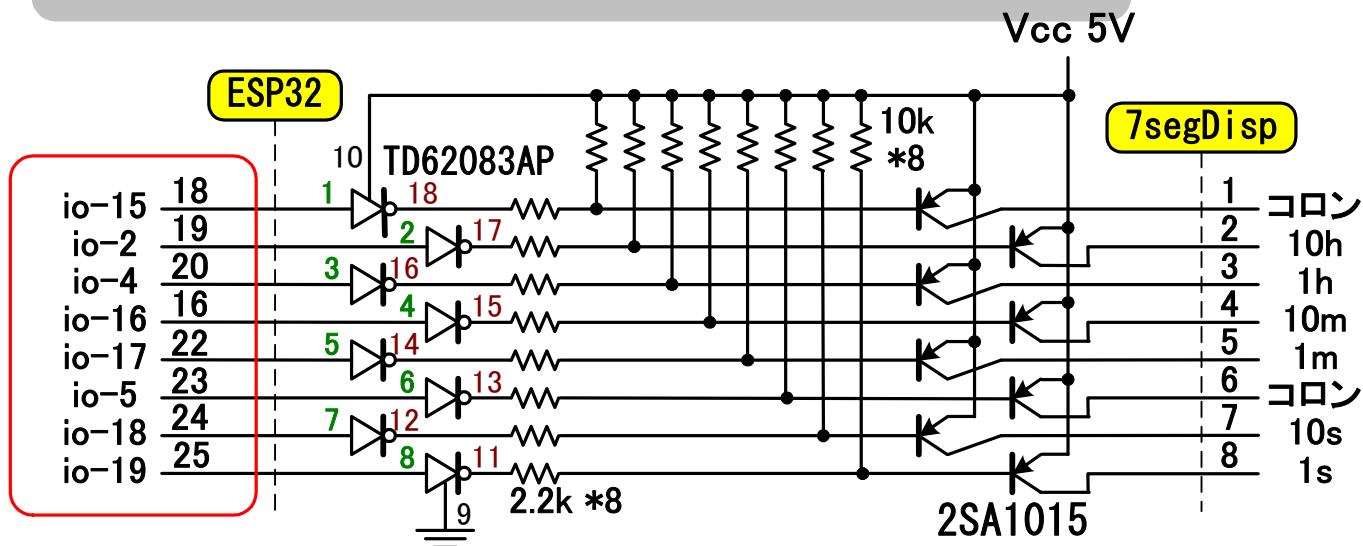 Vcc 5V
ESP32
7segDisp
10k
*8
10 TD62083AP
io-15 18 1 18 1 コロン
io-2 19 2 17 2 10h
io-4 20 3 16 3 1h
io-16 16 4 15 4 10m
io-17 22 5 14 5 1m
io-5 23 6 13 6 コロン
io-18 24 7 12 7 10s
io-19 25 8 11 8 1s
2.2k *8
9
2SA1015